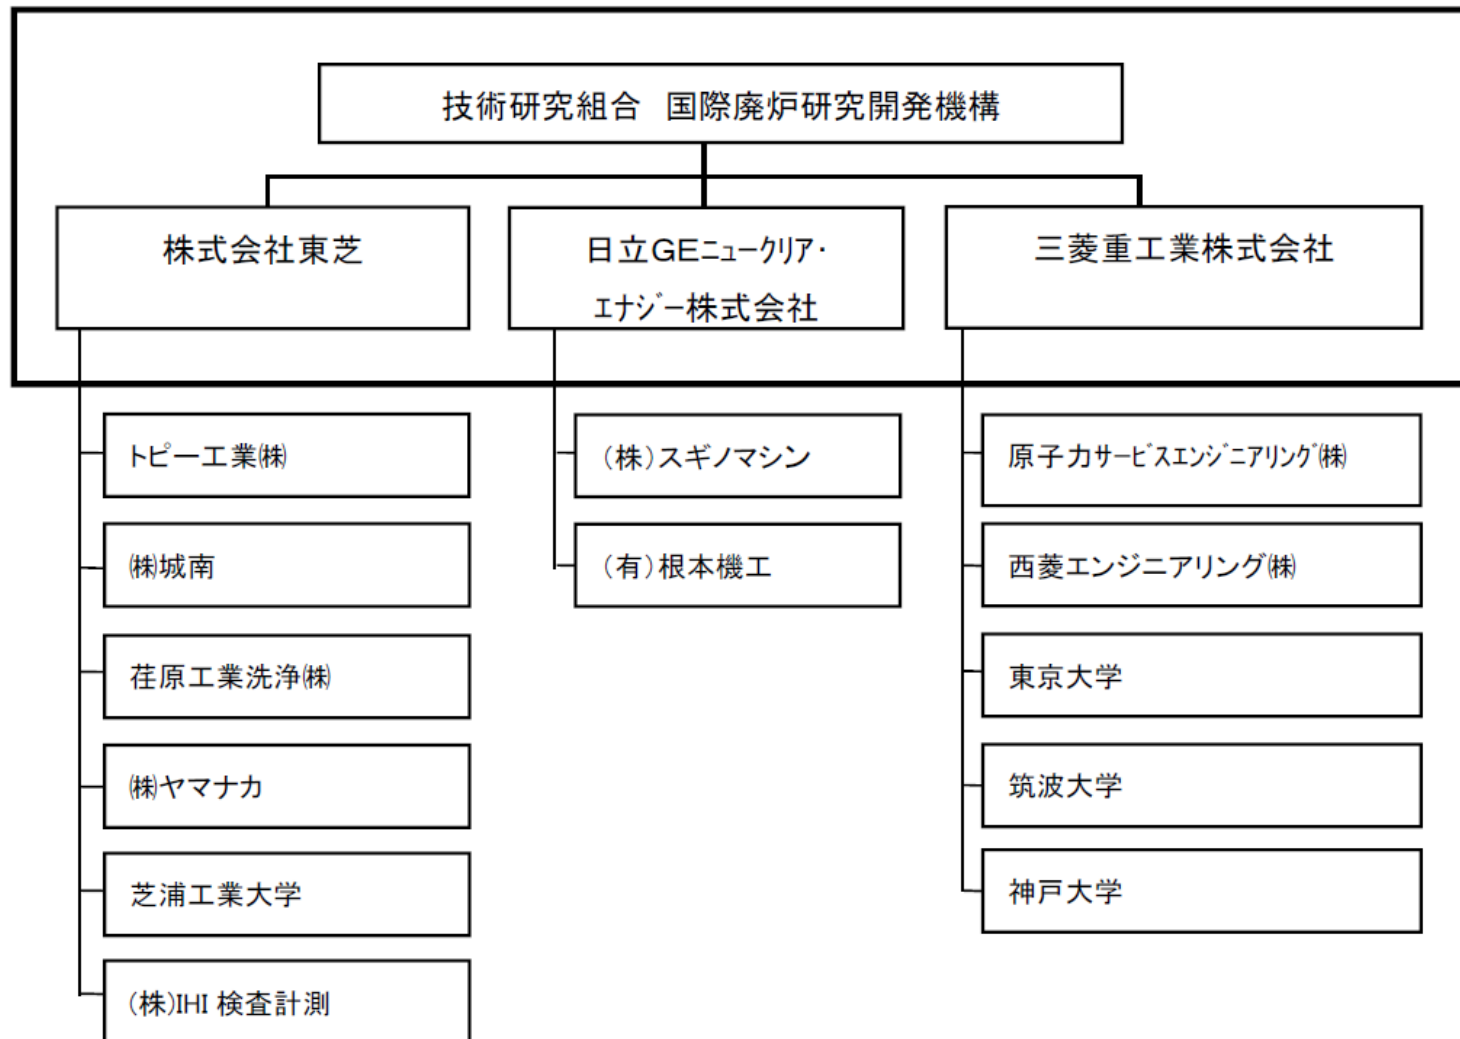 技術研究組合　国際廃炉研究開発機構
株式会社東芝
日立GEニュークリア・
エナジー株式会社
三菱重工業株式会社
トピー工業㈱
㈱城南
荏原工業洗浄㈱
㈱ヤマナカ
芝浦工業大学
(株)IHI 検査計測
（株）スギノマシン
（有）根本機工
原子力サービスエンジニアリング㈱
西菱エンジニアリング㈱
東京大学
筑波大学
神戸大学